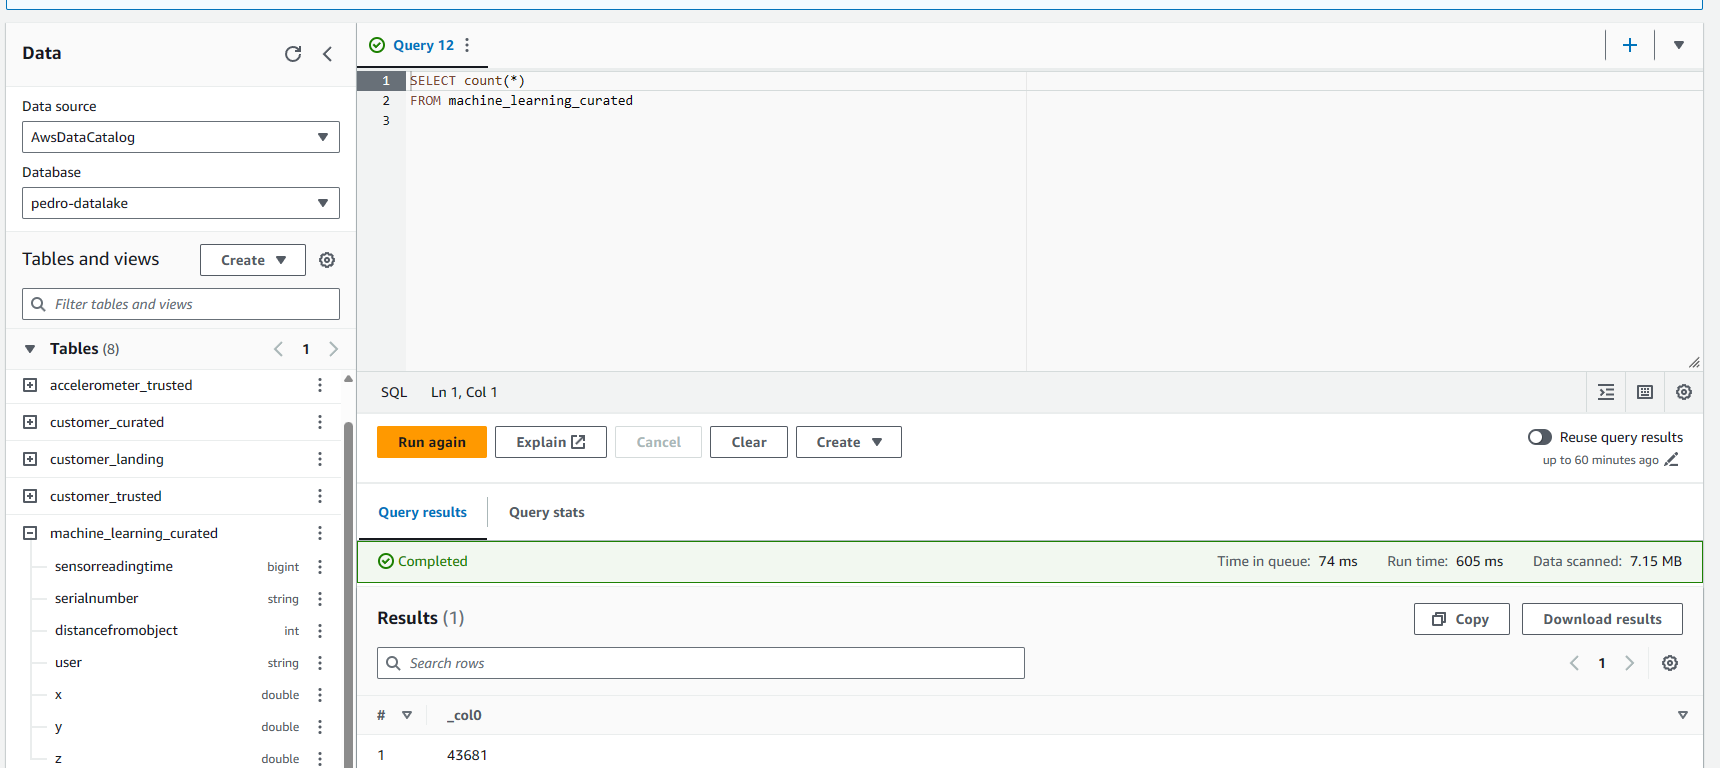 Data
Data source
AwsDataCatalog
Database
pedro-datalake
Tables and views
Create
Filter tables and views
Tables (8)
1
accelerometer_trusted
customer_curated
customer_landing
customer_trusted
machine_learning_curated
sensorreadingtime bigint
serialnumber string
distancefromobject int
user string
x double
y double
z double
Query 12
1 SELECT count(*)
2 FROM machine_learning_curated
3
SQL Ln 1, Col 1
Run again Explain Cancel Clear Create
Reuse query results
up to 60 minutes ago
Query results Query stats
Completed Time in queue: 74 ms Run time: 605 ms Data scanned: 7.15 MB
Results (1) Copy Download results
Search rows
1
# _col0
1 43681